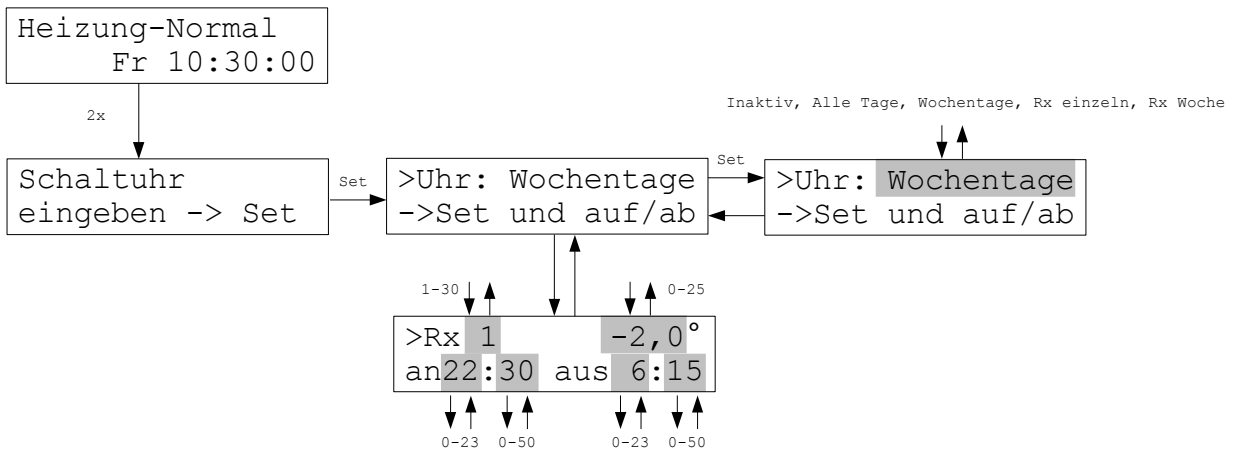 Heizung-Normal
Fr 10:30:00
2x
Inaktiv, Alle Tage, Wochentage, Rx einzeln, Rx Woche
Schaltuhr
eingeben -> Set
Set
>Uhr: Wochentage
->Set und auf/ab
Set
>Uhr: Wochentage
->Set und auf/ab
1-30
0-25
>Rx 1 -2,0°
an22:30 aus 6:15
0-23 0-50 0-23 0-50